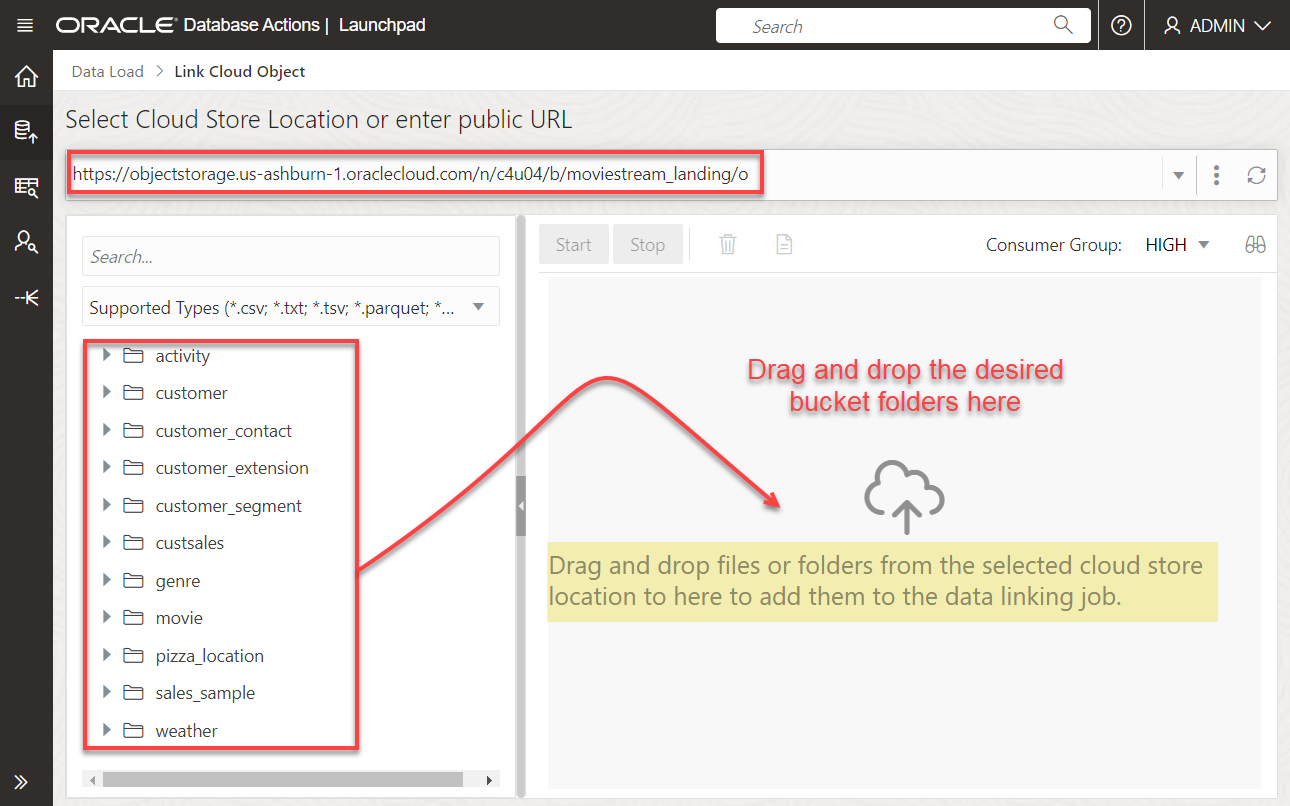 ORACLE® Database Actions | Launchpad
Search
ADMIN
Data Load > Link Cloud Object
Select Cloud Store Location or enter public URL
https://objectstorage.us-ashburn-1.oraclecloud.com/n/c4u04/b/moviestream_landing/o
Search...
Supported Types (*.csv; *.txt; *.tsv; *.parquet; *...
activity
customer
customer_contact
customer_extension
customer_segment
custsales
genre
movie
pizza_location
sales_sample
weather
Start Stop
Consumer Group: HIGH
Drag and drop the desired
bucket folders here
Drag and drop files or folders from the selected cloud store
location to here to add them to the data linking job.